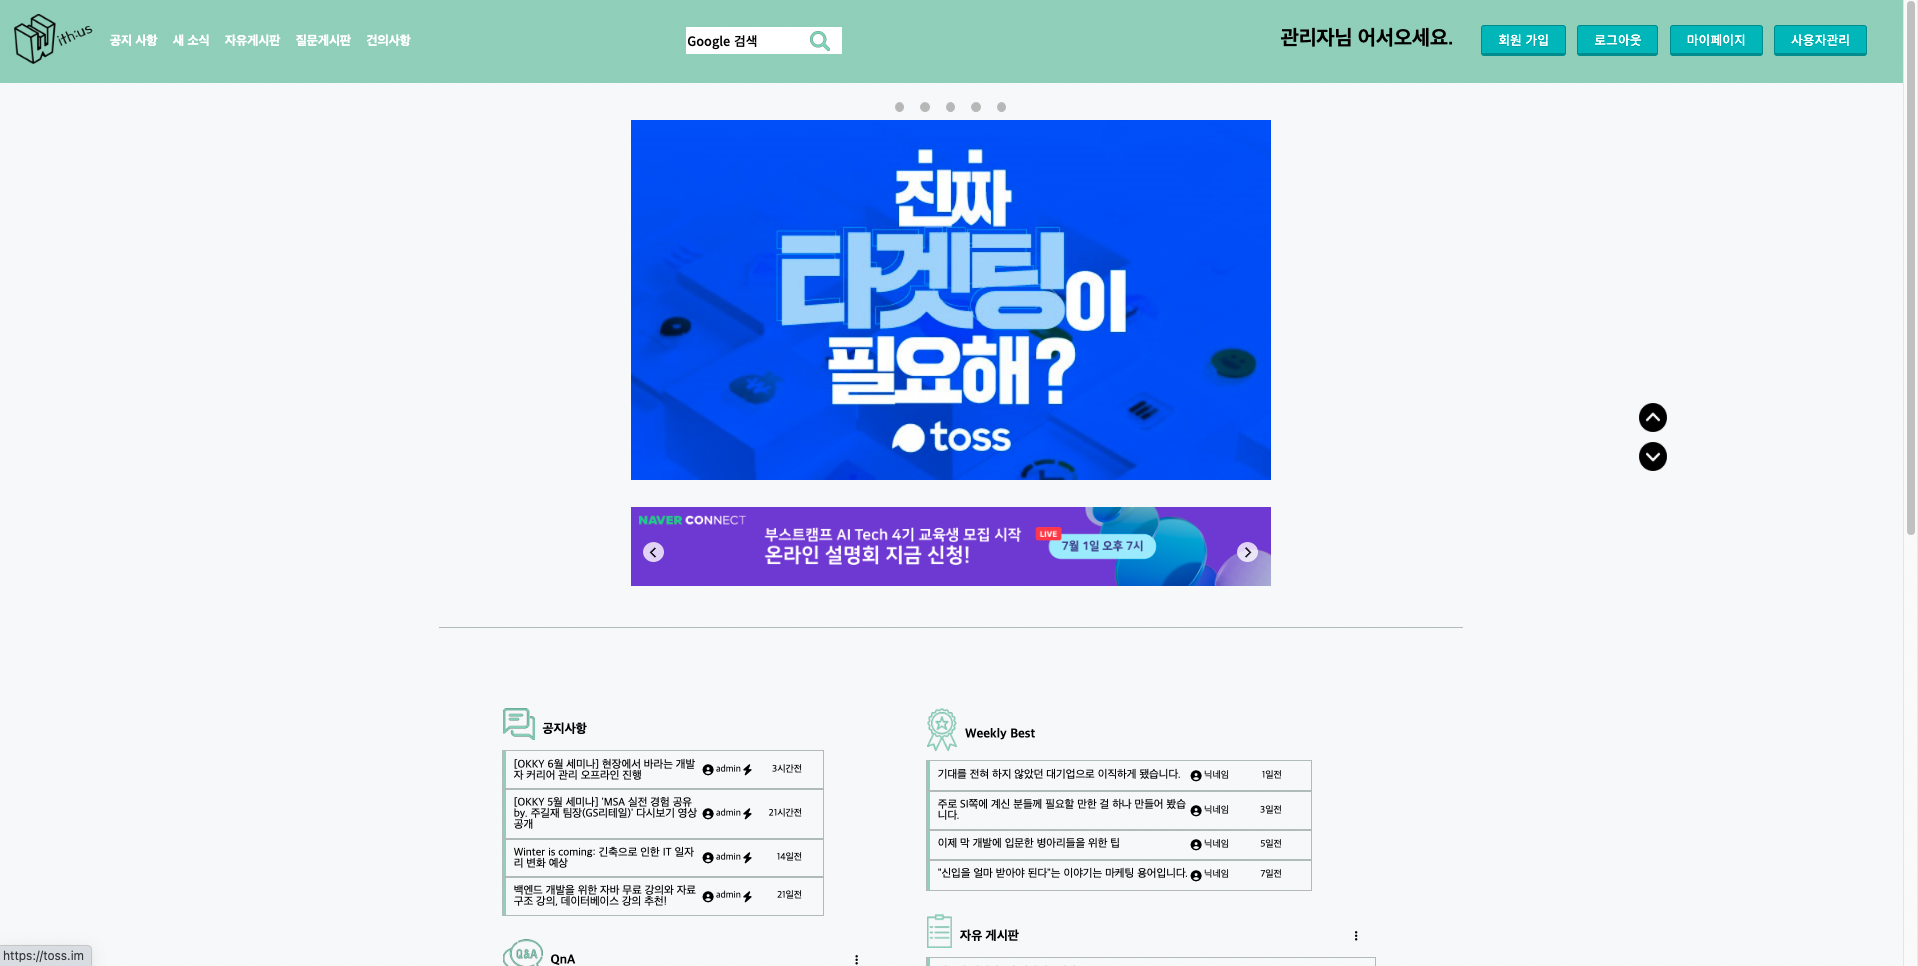 ith:us
공지 사항 새 소식 자유게시판 질문게시판 건의사항
Google 검색
관리자님 어서오세요.
회원 가입 로그아웃 마이페이지 사용자관리
진짜
타겟팅이
필요해?
toss
NAVER CONNECT
부스트캠프 AI Tech 4기 교육생 모집 시작
온라인 설명회 지금 신청!
LIVE
7월 1일 오후 7시
공지사항
[OKKY 6월 세미나] 현장에서 바라는 개발
자 커리어 관리 오프라인 진행
admin 3시간전
[OKKY 5월 세미나] 'MSA 실전 경험 공유
by. 주길재 팀장(GS리테일)' 다시보기 영상
공개
admin 21시간전
Winter is coming: 긴축으로 인한 IT 일자
리 변화 예상
admin 14일전
백엔드 개발을 위한 자바 무료 강의와 자료
구조 강의, 데이터베이스 강의 추천!
admin 21일전
Q&A
QnA
Weekly Best
기대를 전혀 하지 않았던 대기업으로 이직하게 됐습니다. 닉네임 1일전
주로 SI쪽에 계신 분들께 필요할 만한 걸 하나 만들어 봤습
니다.
닉네임 3일전
이제 막 개발에 입문한 병아리들을 위한 팁 닉네임 5일전
"신입을 얼마 받아야 된다"는 이야기는 마케팅 용어입니다. 닉네임 7일전
자유 게시판
https://toss.im